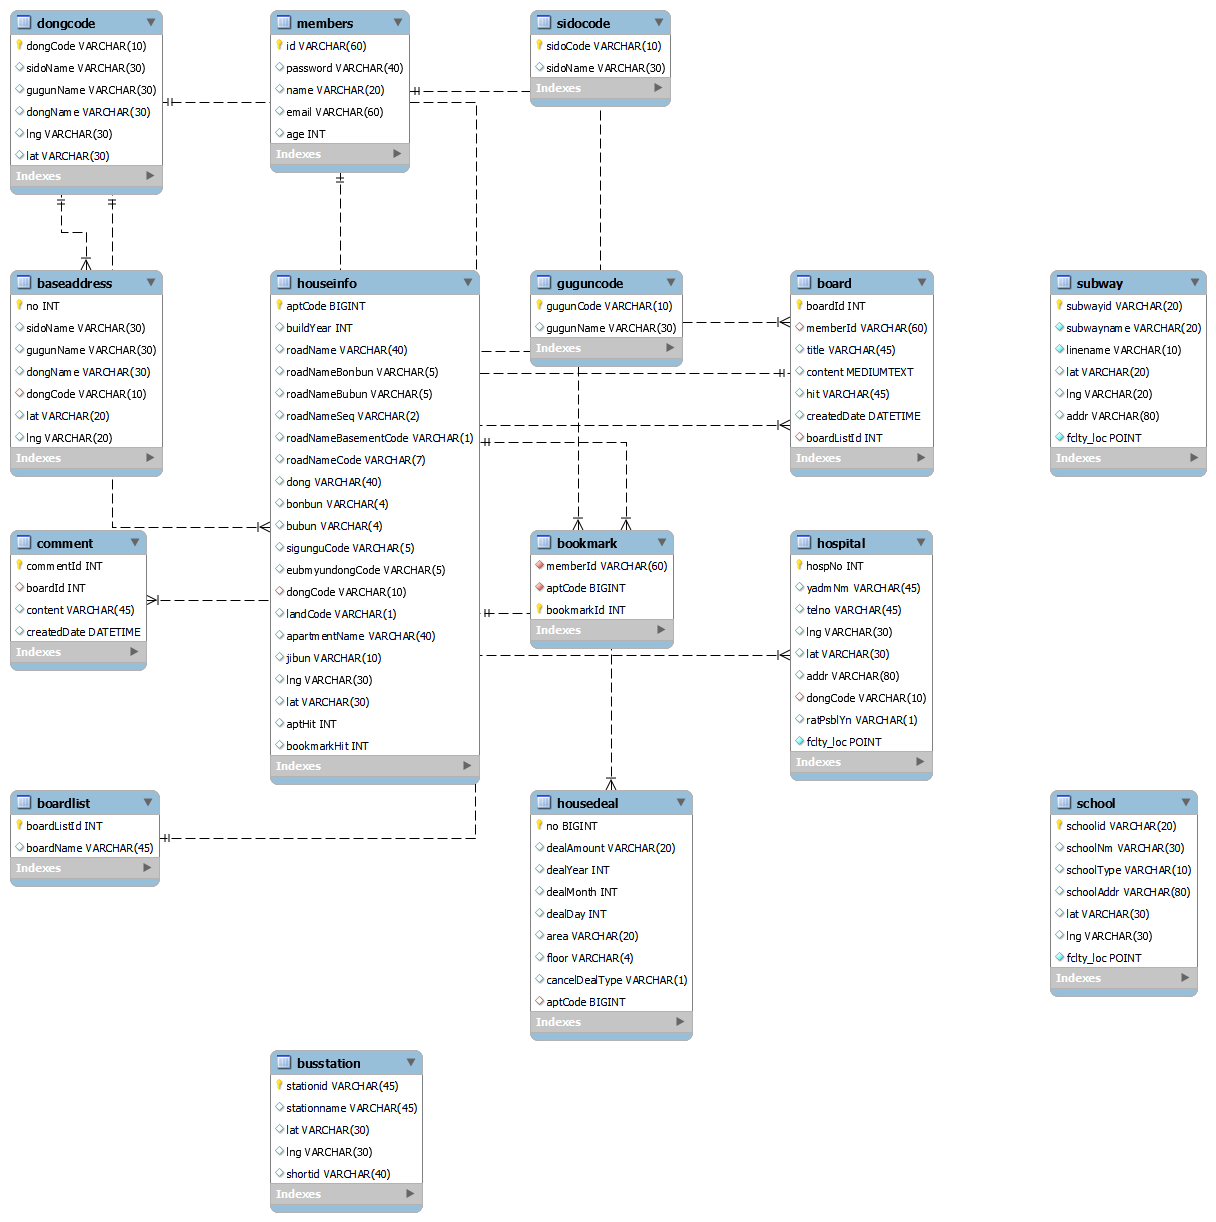 dongcode
dongCode VARCHAR(10)
sidoName VARCHAR(30)
gugunName VARCHAR(30)
dongName VARCHAR(30)
lng VARCHAR(30)
lat VARCHAR(30)
Indexes
members
id VARCHAR(60)
password VARCHAR(40)
name VARCHAR(20)
email VARCHAR(60)
age INT
Indexes
sidocode
sidoCode VARCHAR(10)
sidoName VARCHAR(30)
Indexes
baseaddress
no INT
sidoName VARCHAR(30)
gugunName VARCHAR(30)
dongName VARCHAR(30)
dongCode VARCHAR(10)
lat VARCHAR(20)
lng VARCHAR(20)
Indexes
houseinfo
aptCode BIGINT
buildYear INT
roadName VARCHAR(40)
roadNameBonbun VARCHAR(5)
roadNameBubun VARCHAR(5)
roadNameSeq VARCHAR(2)
roadNameBasementCode VARCHAR(1)
roadNameCode VARCHAR(7)
dong VARCHAR(40)
bonbun VARCHAR(4)
bubun VARCHAR(4)
sigunguCode VARCHAR(5)
eubmyundongCode VARCHAR(5)
dongCode VARCHAR(10)
landCode VARCHAR(1)
apartmentName VARCHAR(40)
jibun VARCHAR(10)
lng VARCHAR(30)
lat VARCHAR(30)
aptHit INT
bookmarkHit INT
Indexes
guguncode
gugunCode VARCHAR(10)
gugunName VARCHAR(30)
Indexes
board
boardId INT
memberId VARCHAR(60)
title VARCHAR(45)
content MEDIUMTEXT
hit VARCHAR(45)
createdDate DATETIME
boardListId INT
Indexes
subway
subwayid VARCHAR(20)
subwayname VARCHAR(20)
linename VARCHAR(10)
lat VARCHAR(20)
lng VARCHAR(20)
addr VARCHAR(80)
fclty_loc POINT
Indexes
comment
commentId INT
boardId INT
content VARCHAR(45)
createdDate DATETIME
Indexes
bookmark
memberId VARCHAR(60)
aptCode BIGINT
bookmarkId INT
Indexes
hospital
hospNo INT
yadmNm VARCHAR(45)
telno VARCHAR(45)
lng VARCHAR(30)
lat VARCHAR(30)
addr VARCHAR(80)
dongCode VARCHAR(10)
ratPsblYn VARCHAR(1)
fclty_loc POINT
Indexes
boardlist
boardListId INT
boardName VARCHAR(45)
Indexes
housedeal
no BIGINT
dealAmount VARCHAR(20)
dealYear INT
dealMonth INT
dealDay INT
area VARCHAR(20)
floor VARCHAR(4)
cancelDealType VARCHAR(1)
aptCode BIGINT
Indexes
school
schoolid VARCHAR(20)
schoolNm VARCHAR(30)
schoolType VARCHAR(10)
schoolAddr VARCHAR(80)
lat VARCHAR(30)
lng VARCHAR(30)
fclty_loc POINT
Indexes
busstation
stationid VARCHAR(45)
stationname VARCHAR(45)
lat VARCHAR(30)
lng VARCHAR(30)
shortid VARCHAR(40)
Indexes